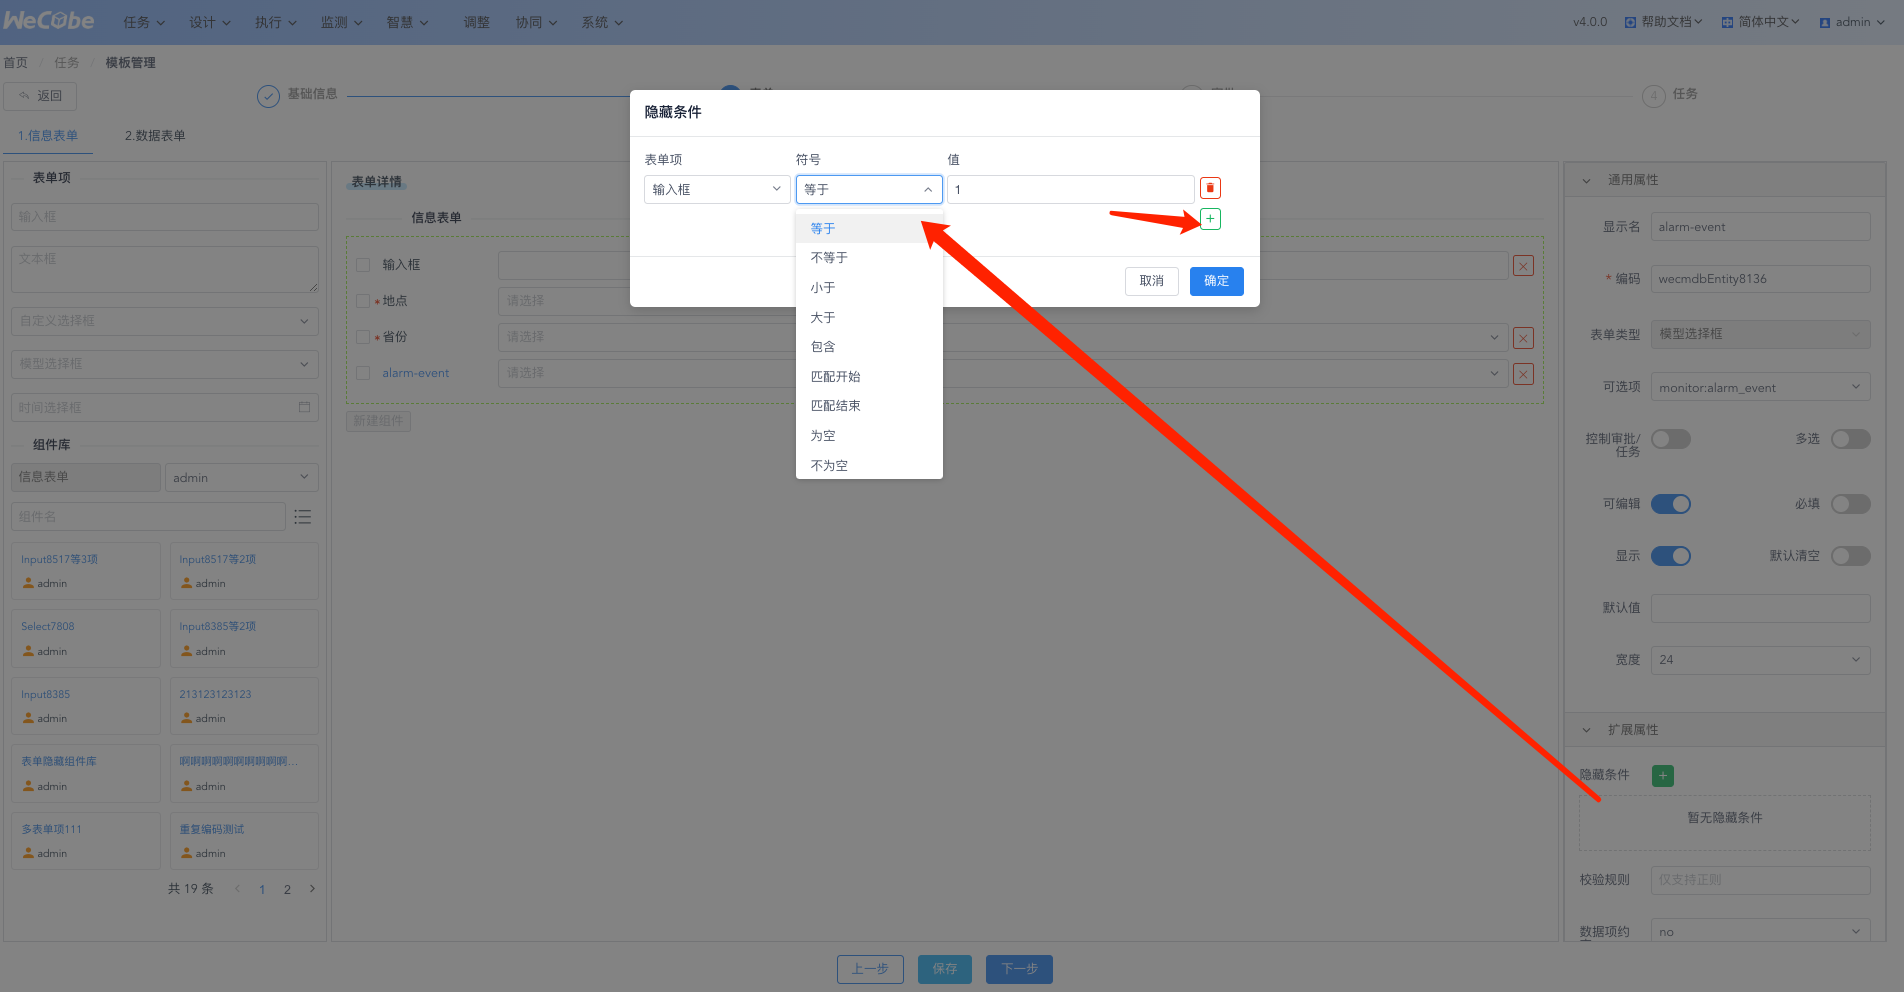 WeCube 任务 设计 执行 监测 智慧 调整 协同 系统 v4.0.0 帮助文档 简体中文 admin
首页 / 任务 / 模板管理
返回 基础信息 4 任务
1.信息表单 2.数据表单
隐藏条件
表单项 符号 值
输入框 等于 1
等于
不等于
小于
大于
包含
匹配开始
匹配结束
为空
不为空
取消 确定
表单项
输入框
文本框
自定义选择框
模型选择框
时间选择框
组件库
信息表单 admin
组件名
Input8517等3项 Input8517等2项
admin admin
Select7808 Input8385等2项
admin admin
Input8385 213123123123
admin admin
表单隐藏组件库 啊啊啊啊啊啊啊啊啊...
admin admin
多表单项111 重复编码测试
admin admin
共 19 条 1 2
表单详情
信息表单
输入框
*地点 请选择
*省份 请选择
alarm-event 请选择
新建组件
通用属性
显示名 alarm-event
* 编码 wecmdbEntity8136
表单类型 模型选择框
可选项 monitor:alarm_event
控制审批/ 多选
任务
可编辑 必填
显示 默认清空
默认值
宽度 24
扩展属性
隐藏条件
暂无隐藏条件
校验规则 仅支持正则
数据项约 no
上一步 保存 下一步